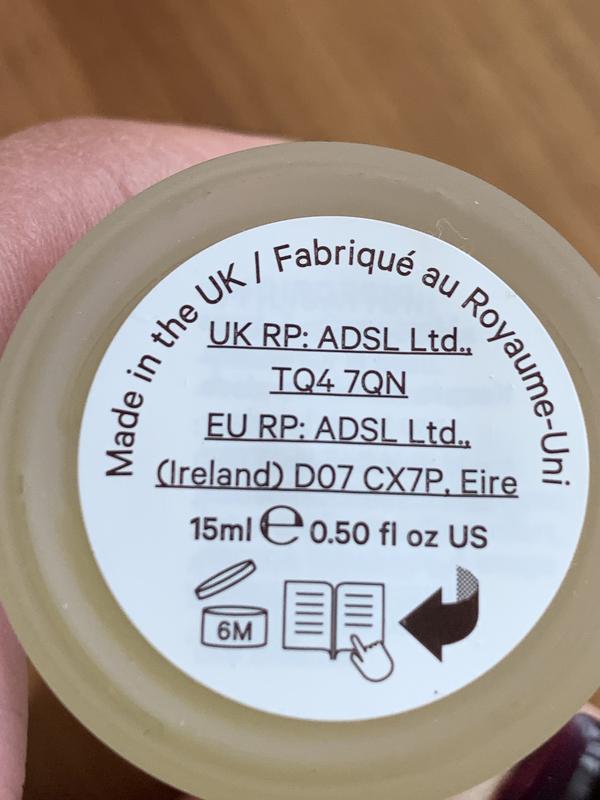 Made in the UK / Fabriqué au Royaume-Uni
UK RP: ADSL Ltd.,
TQ4 7QN
EU RP: ADSL Ltd.,
(Ireland) D07 CX7P, Eire
15ml ℮ 0.50 fl oz US
6M